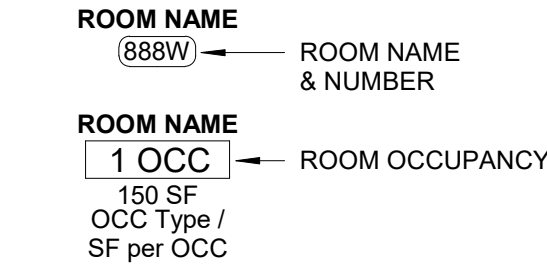 ROOM NAME
888W
ROOM NAME
& NUMBER
ROOM NAME
1 OCC
ROOM OCCUPANCY
150 SF
OCC Type /
SF per OCC